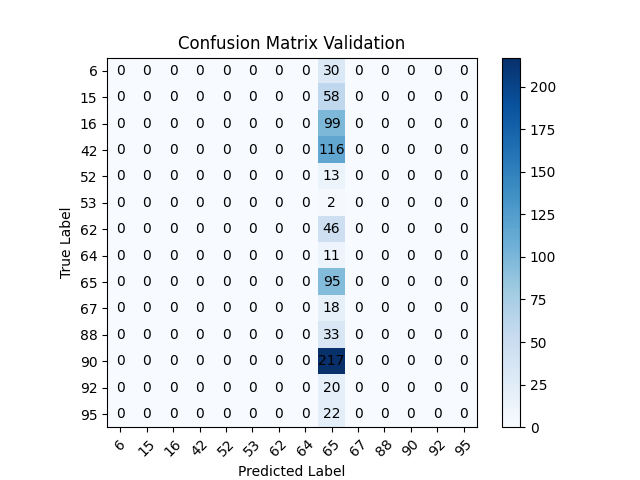 Confusion Matrix Validation
6 0 0 0 0 0 0 0 0 30 0 0 0 0 0
15 0 0 0 0 0 0 0 0 58 0 0 0 0 0
16 0 0 0 0 0 0 0 0 99 0 0 0 0 0
42 0 0 0 0 0 0 0 0 116 0 0 0 0 0
52 0 0 0 0 0 0 0 0 13 0 0 0 0 0
53 0 0 0 0 0 0 0 0 2 0 0 0 0 0
62 0 0 0 0 0 0 0 0 46 0 0 0 0 0
64 0 0 0 0 0 0 0 0 11 0 0 0 0 0
65 0 0 0 0 0 0 0 0 95 0 0 0 0 0
67 0 0 0 0 0 0 0 0 18 0 0 0 0 0
88 0 0 0 0 0 0 0 0 33 0 0 0 0 0
90 0 0 0 0 0 0 0 0 217 0 0 0 0 0
92 0 0 0 0 0 0 0 0 20 0 0 0 0 0
95 0 0 0 0 0 0 0 0 22 0 0 0 0 0
6 15 16 42 52 53 62 64 65 67 88 90 92 95
Predicted Label
True Label
200
175
150
125
100
75
50
25
0